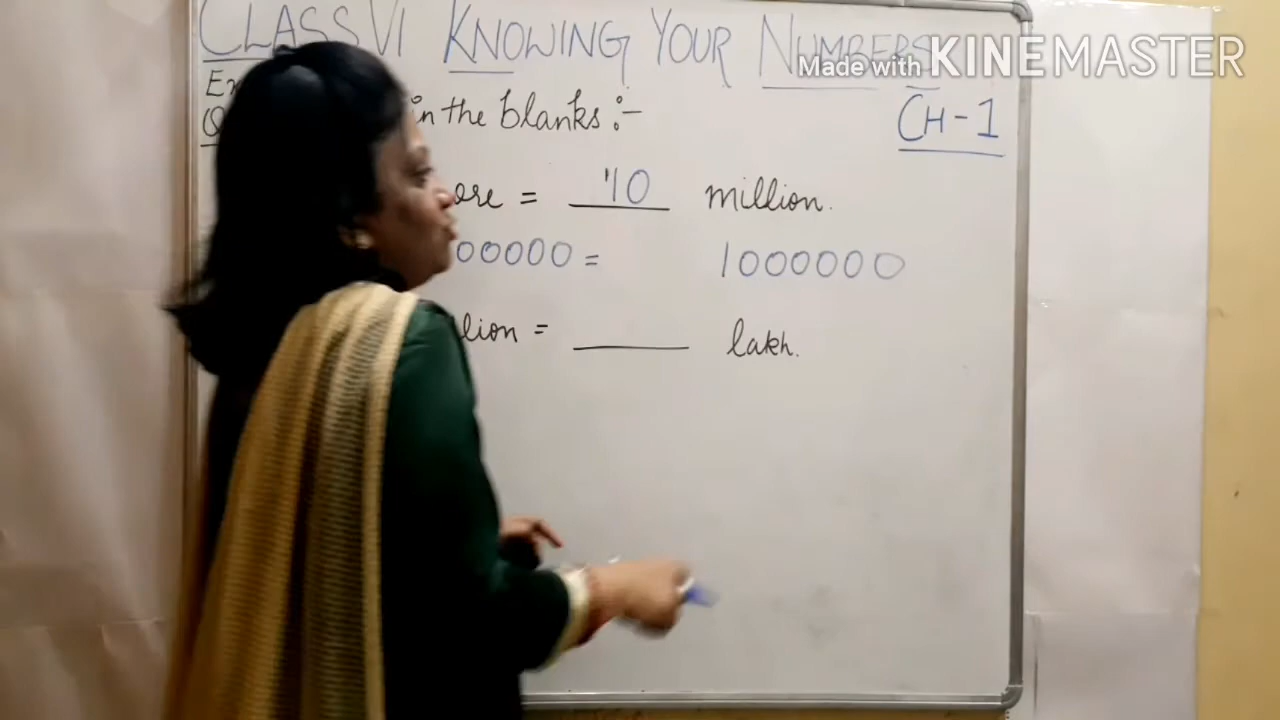 CLASS VI KNOWING YOUR NUMBERS
Made with KINEMASTER
CH-1
in the blanks :-
ore = 10 million.
00000 = 1000000
lion = ______ lakh.